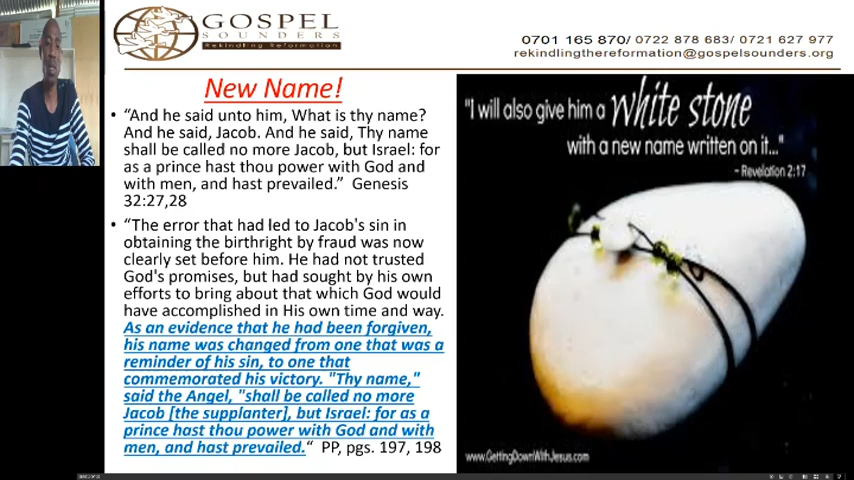 GOSPEL
SOUNDERS
Rekindling Reformation
0701 165 870/ 0722 878 683/ 0721 627 977
rekindlingthereformation@gospelsounders.org
New Name!
• “And he said unto him, What is thy name?
And he said, Jacob. And he said, Thy name
shall be called no more Jacob, but Israel: for
as a prince hast thou power with God and
with men, and hast prevailed.” Genesis
32:27,28
• “The error that had led to Jacob's sin in
obtaining the birthright by fraud was now
clearly set before him. He had not trusted
God's promises, but had sought by his own
efforts to bring about that which God would
have accomplished in His own time and way.
As an evidence that he had been forgiven,
his name was changed from one that was a
reminder of his sin, to one that
commemorated his victory. "Thy name,"
said the Angel, "shall be called no more
Jacob [the supplanter], but Israel: for as a
prince hast thou power with God and with
men, and hast prevailed.“ PP, pgs. 197, 198
"I will also give him a white stone
with a new name written on it..."
- Revelation 2:17
www.GettingDownWithJesus.com